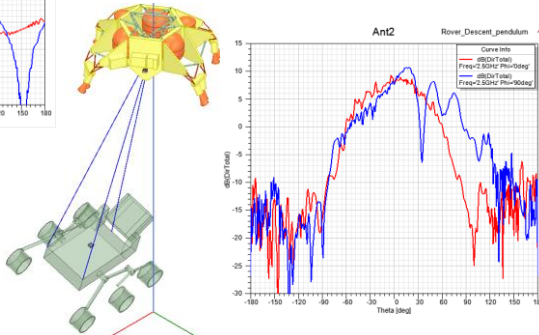 120 150 180
Ant2
Rover_Descent_pendulum
Curve Info
dB(DirTotal)
Freq='2.5GHz' Phi='0deg'
dB(DirTotal)
Freq='2.5GHz' Phi='90deg'
15
10
5
0
-5
-10
-15
-20
-25
-30
dB(DirTotal)
-180 -150 -120 -90 -60 -30 0 30 60 90 120 150 180
Theta [deg]